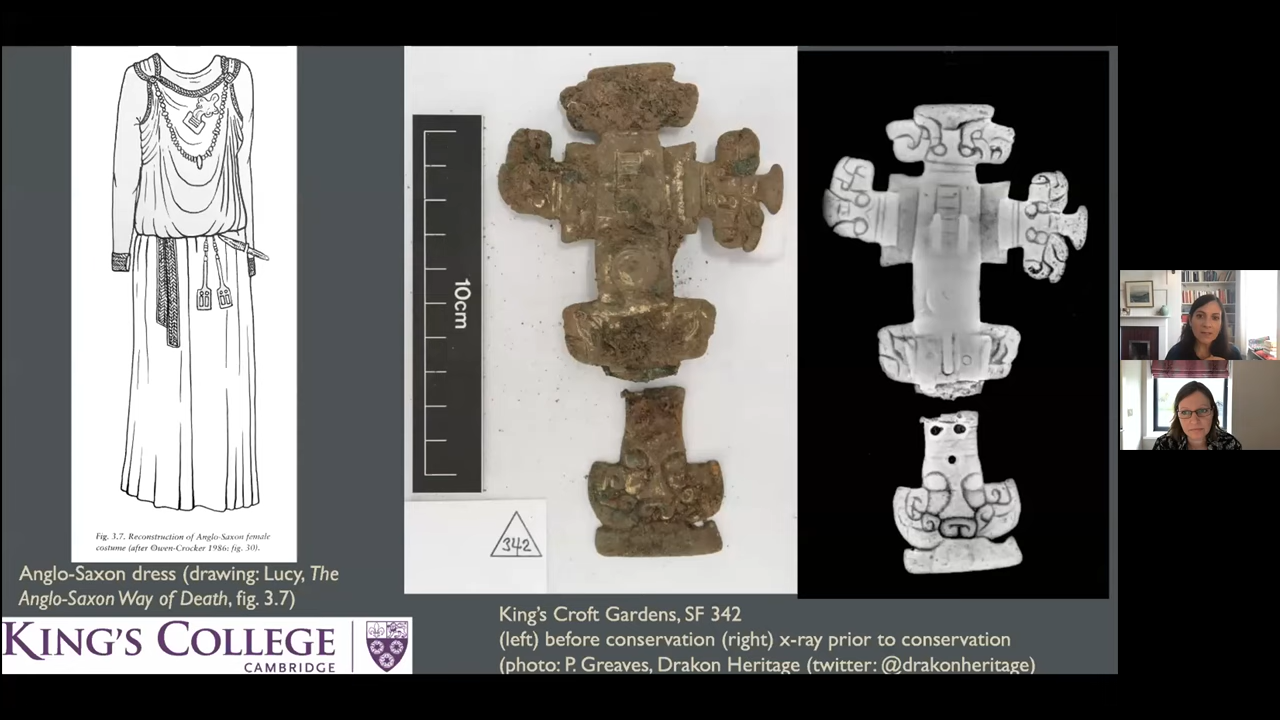 Fig. 3.7. Reconstruction of Anglo-Saxon female
costume (after Owen-Crocker 1986: fig. 30).
Anglo-Saxon dress (drawing: Lucy, The
Anglo-Saxon Way of Death, fig. 3.7)
KING'S COLLEGE
CAMBRIDGE
10cm
342
King's Croft Gardens, SF 342
(left) before conservation (right) x-ray prior to conservation
(photo: P. Greaves, Drakon Heritage (twitter: @drakonheritage)